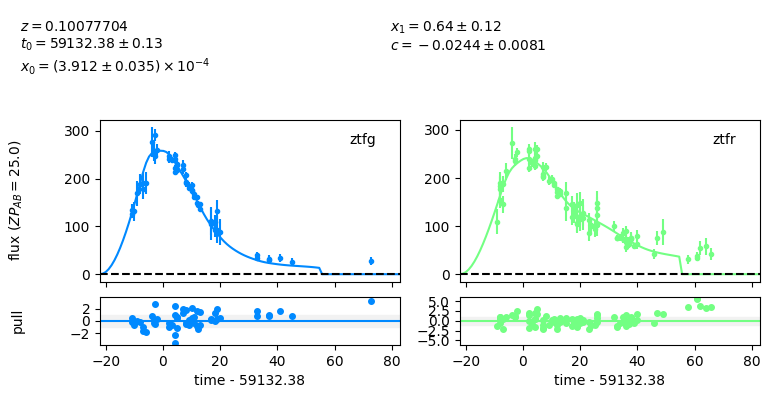 z = 0.10077704
t₀ = 59132.38 ± 0.13
x₀ = (3.912 ± 0.035) × 10⁻⁴
x₁ = 0.64 ± 0.12
c = −0.0244 ± 0.0081
flux (ZP_AB = 25.0)
300
200
100
0
ztfg
300
200
100
0
ztfr
pull
2
0
−2
5.0
2.5
0.0
−2.5
−5.0
−20 0 20 40 60 80
−20 0 20 40 60 80
time - 59132.38
time - 59132.38